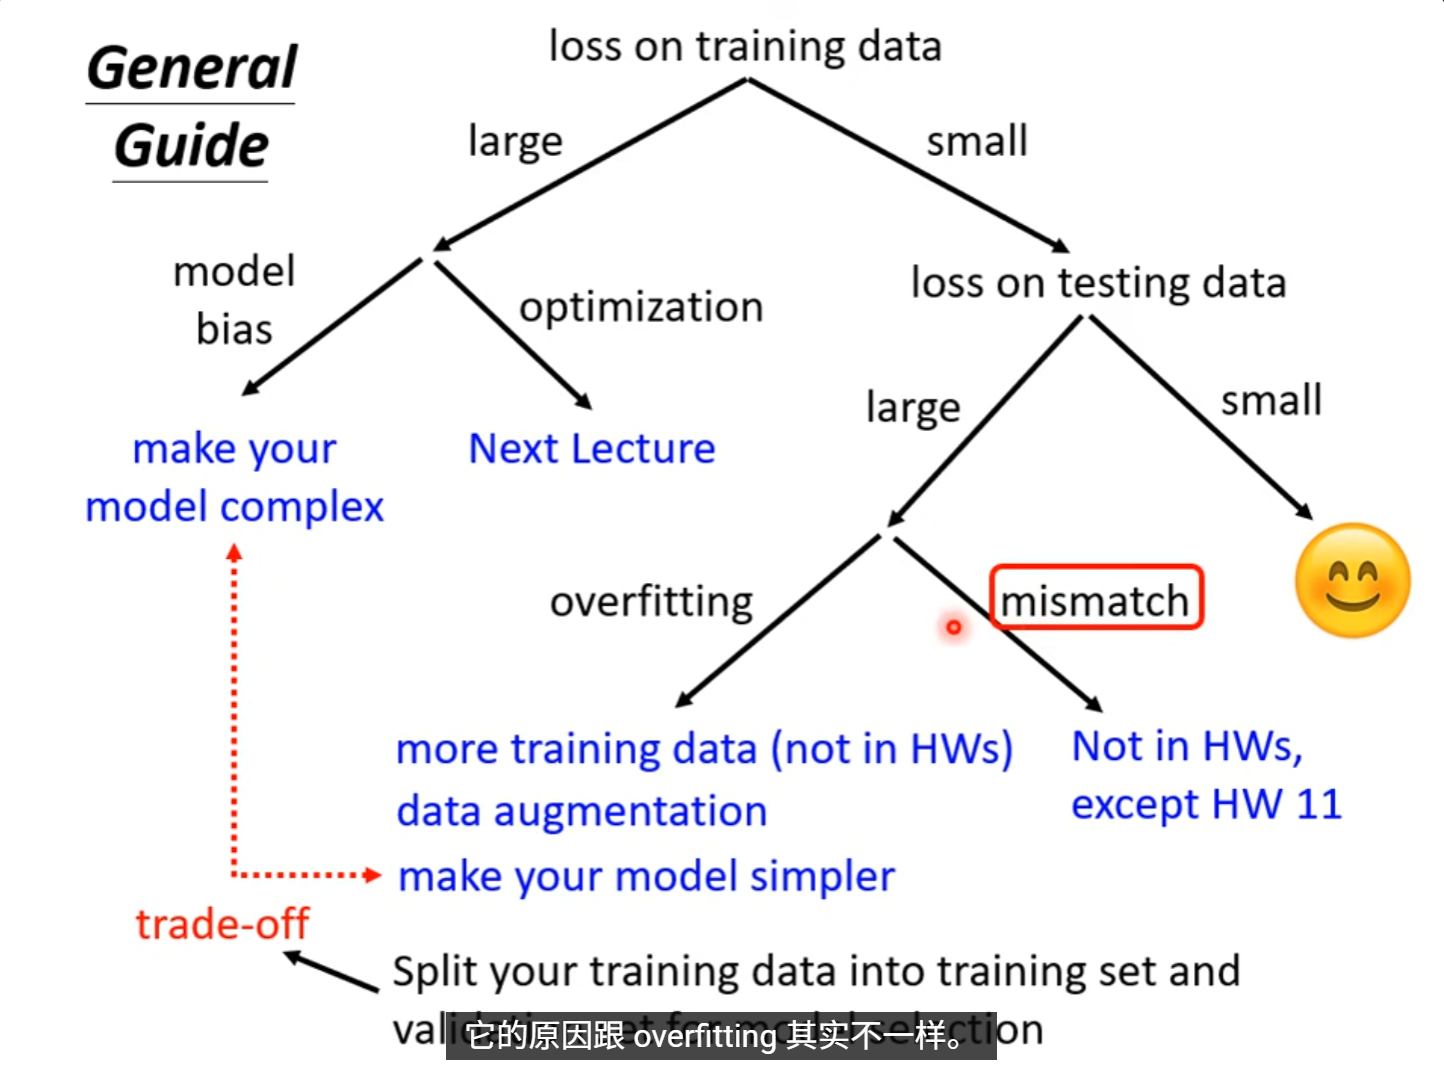 General
Guide
loss on training data
large
small
model
bias
optimization
loss on testing data
make your
model complex
Next Lecture
large
small
overfitting
mismatch
more training data (not in HWs)
data augmentation
make your model simpler
Not in HWs,
except HW 11
trade-off
Split your training data into training set and
selection
它的原因跟 overfitting 其实不一样。